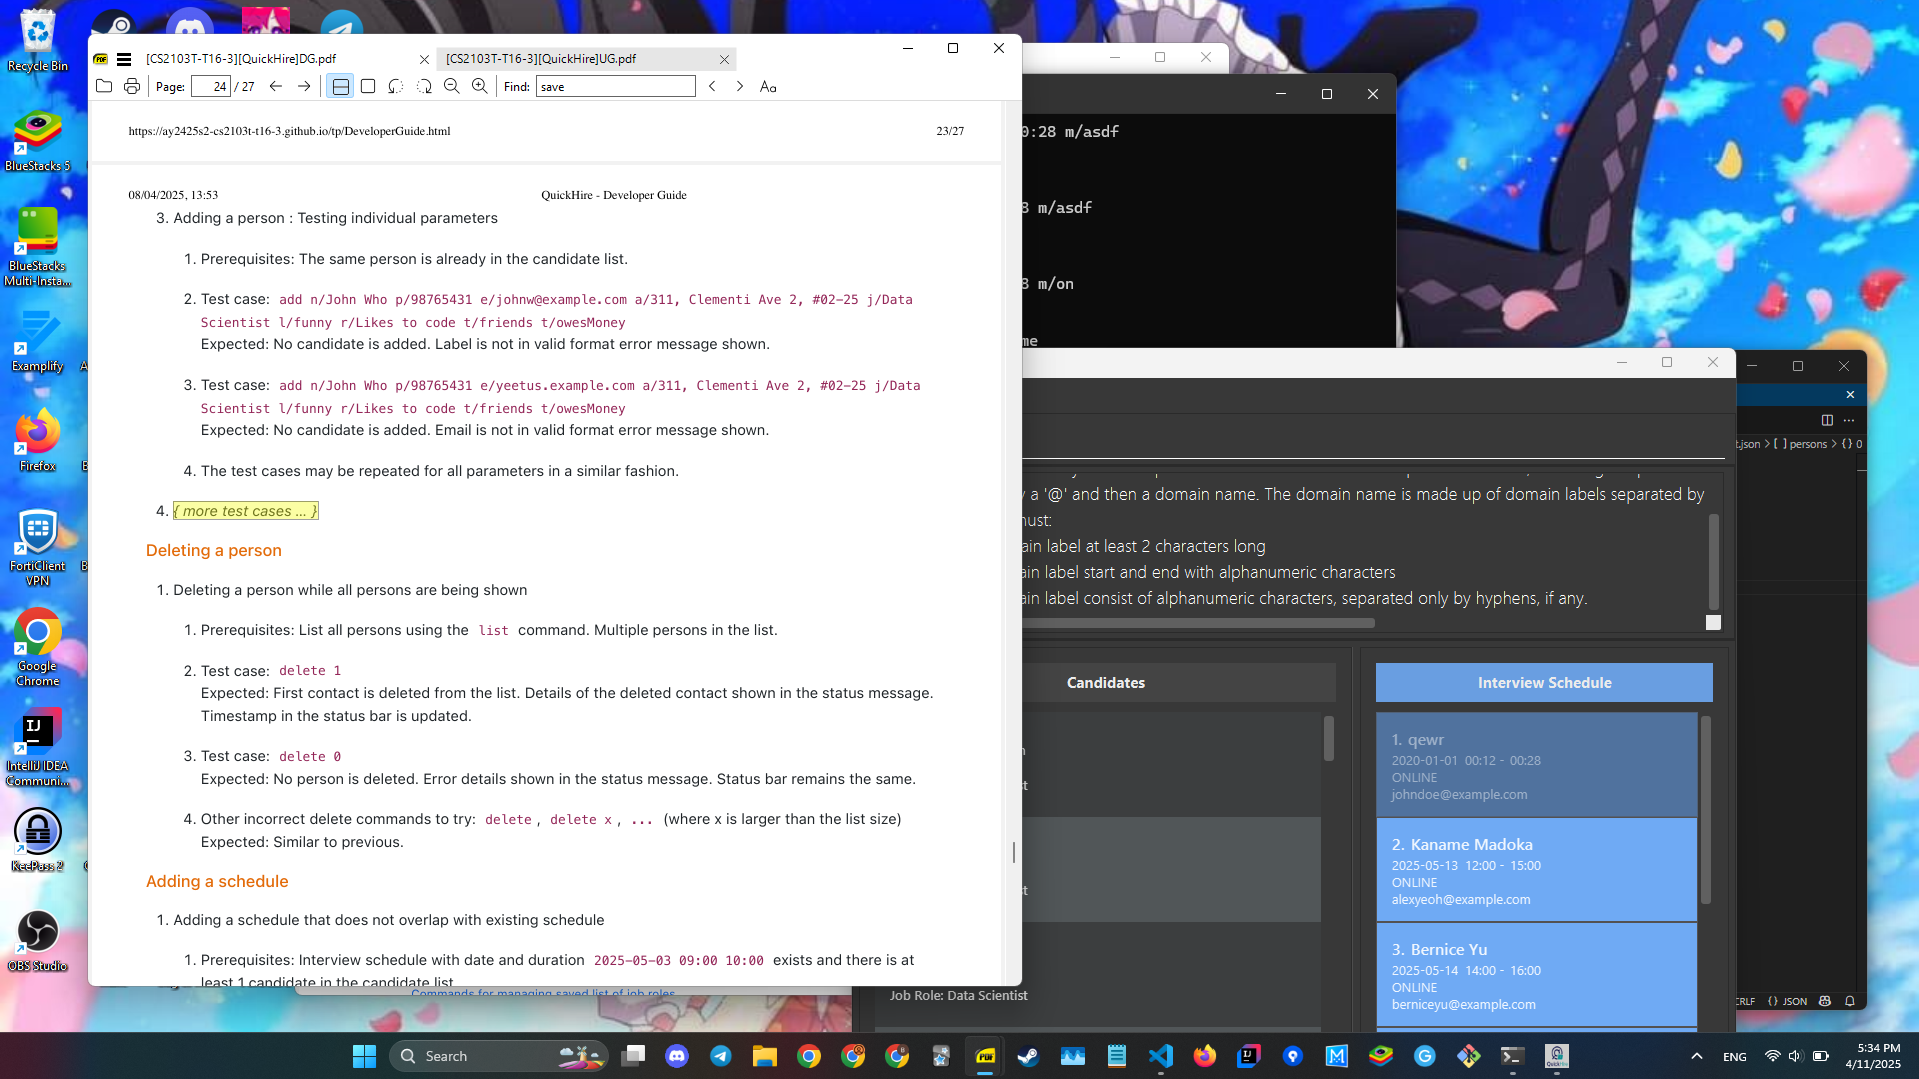 Recycle Bin
BlueStacks 5
BlueStacks
Multi-Insta...
Examplify
Firefox
FortiClient
VPN
Google
Chrome
IntelliJ IDEA
Communi...
KeePass 2
OBS Studio
[CS2103T-T16-3][QuickHire]DG.pdf
[CS2103T-T16-3][QuickHire]UG.pdf
Page: 24 / 27
Find: save
https://ay2425s2-cs2103t-t16-3.github.io/tp/DeveloperGuide.html
23/27
08/04/2025, 13:53
QuickHire - Developer Guide
3. Adding a person : Testing individual parameters
1. Prerequisites: The same person is already in the candidate list.
2. Test case: add n/John Who p/98765431 e/johnw@example.com a/311, Clementi Ave 2, #02-25 j/Data
Scientist l/funny r/Likes to code t/friends t/owesMoney
Expected: No candidate is added. Label is not in valid format error message shown.
3. Test case: add n/John Who p/98765431 e/yeetus.example.com a/311, Clementi Ave 2, #02-25 j/Data
Scientist l/funny r/Likes to code t/friends t/owesMoney
Expected: No candidate is added. Email is not in valid format error message shown.
4. The test cases may be repeated for all parameters in a similar fashion.
4. { more test cases ... }
Deleting a person
1. Deleting a person while all persons are being shown
1. Prerequisites: List all persons using the list command. Multiple persons in the list.
2. Test case: delete 1
Expected: First contact is deleted from the list. Details of the deleted contact shown in the status message.
Timestamp in the status bar is updated.
3. Test case: delete 0
Expected: No person is deleted. Error details shown in the status message. Status bar remains the same.
4. Other incorrect delete commands to try: delete, delete x, ... (where x is larger than the list size)
Expected: Similar to previous.
Adding a schedule
1. Adding a schedule that does not overlap with existing schedule
1. Prerequisites: Interview schedule with date and duration 2025-05-03 09:00 10:00 exists and there is at
least 1 candidate in the candidate list
Commands for managing saved list of job roles
0:28 m/asdf
8 m/asdf
8 m/on
me
t.json > [ ] persons > { } 0
y a '@' and then a domain name. The domain name is made up of domain labels separated by
must:
ain label at least 2 characters long
ain label start and end with alphanumeric characters
ain label consist of alphanumeric characters, separated only by hyphens, if any.
Candidates
Job Role: Data Scientist
Interview Schedule
1. qewr
2020-01-01 00:12 - 00:28
ONLINE
johndoe@example.com
2. Kaname Madoka
2025-05-13 12:00 - 15:00
ONLINE
alexyeoh@example.com
3. Bernice Yu
2025-05-14 14:00 - 16:00
ONLINE
berniceyu@example.com
CRLF { } JSON
Search
ENG
5:34 PM
4/11/2025